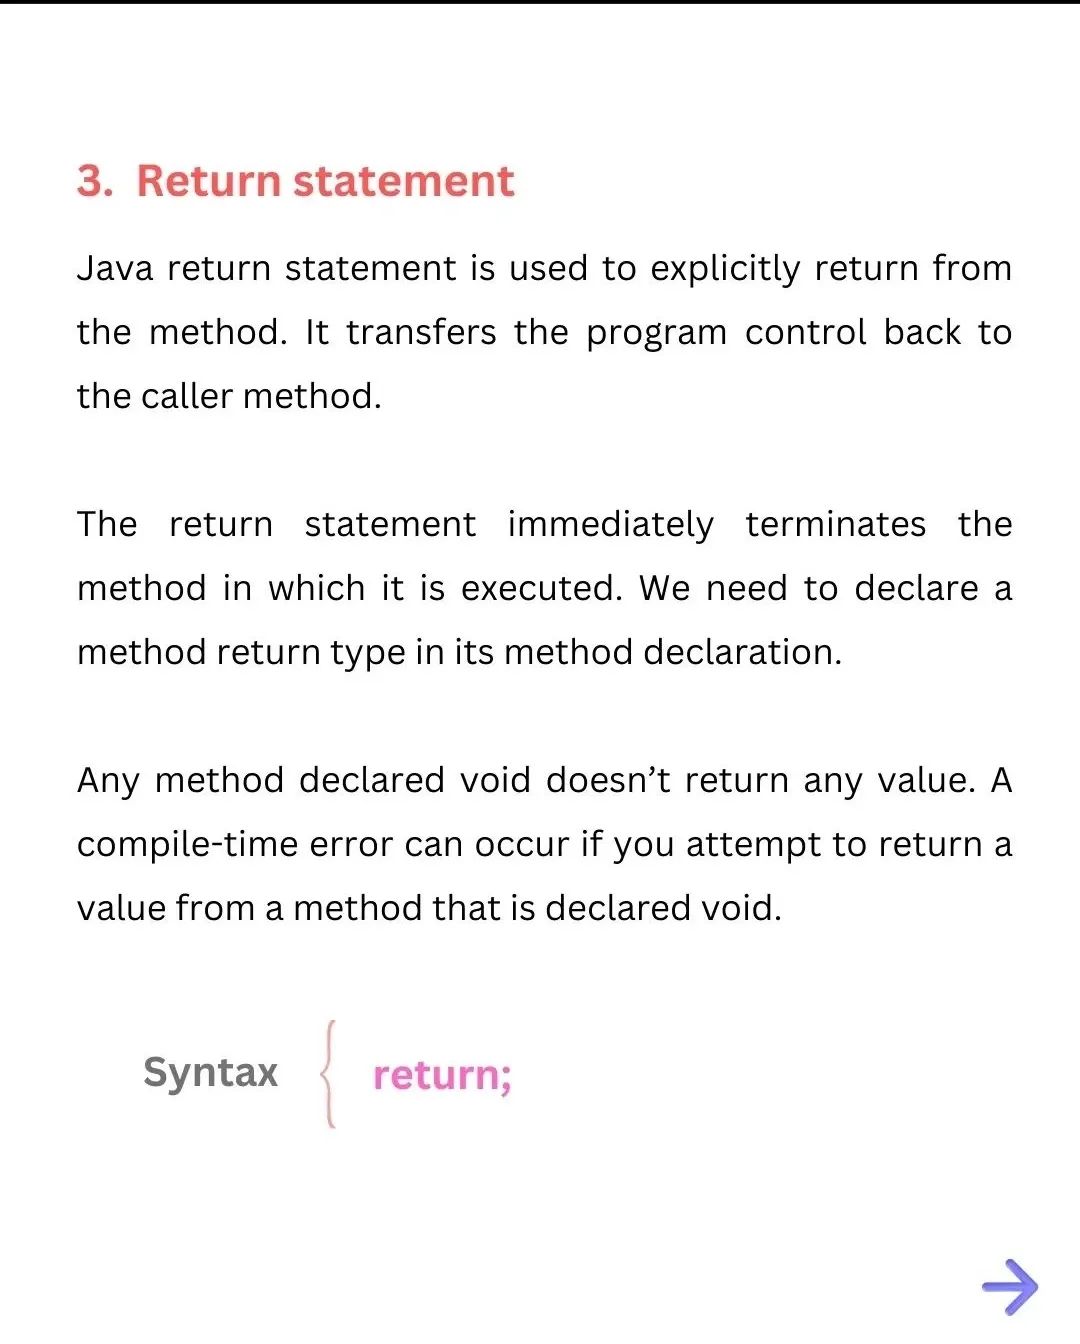 3. Return statement
Java return statement is used to explicitly return from
the method. It transfers the program control back to
the caller method.
The return statement immediately terminates the
method in which it is executed. We need to declare a
method return type in its method declaration.
Any method declared void doesn’t return any value. A
compile-time error can occur if you attempt to return a
value from a method that is declared void.
Syntax { return;